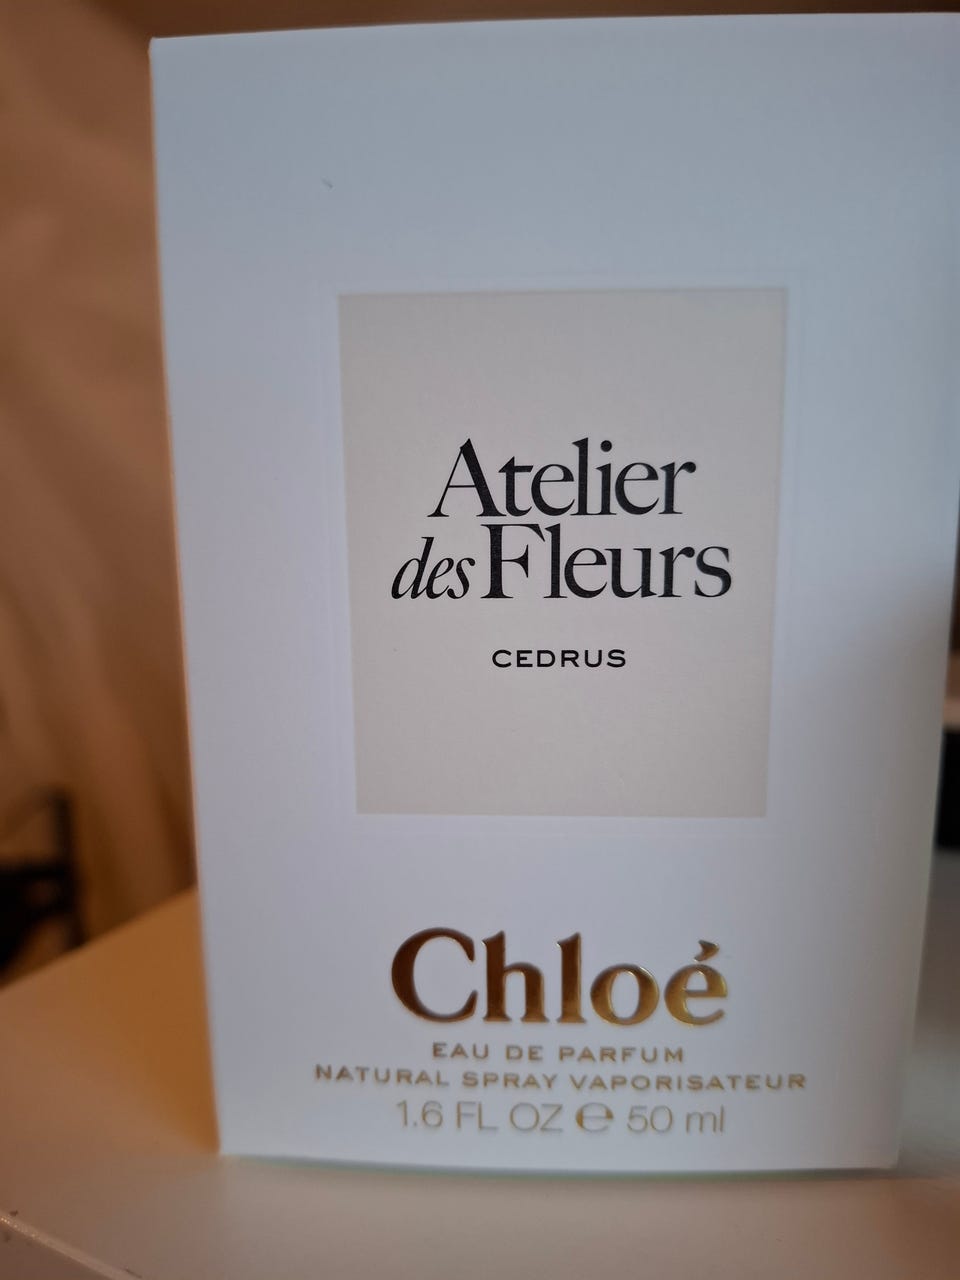 Atelier
des Fleurs
CEDRUS
Chloé
EAU DE PARFUM
NATURAL SPRAY VAPORISATEUR
1.6 FL OZ ℮ 50 ml